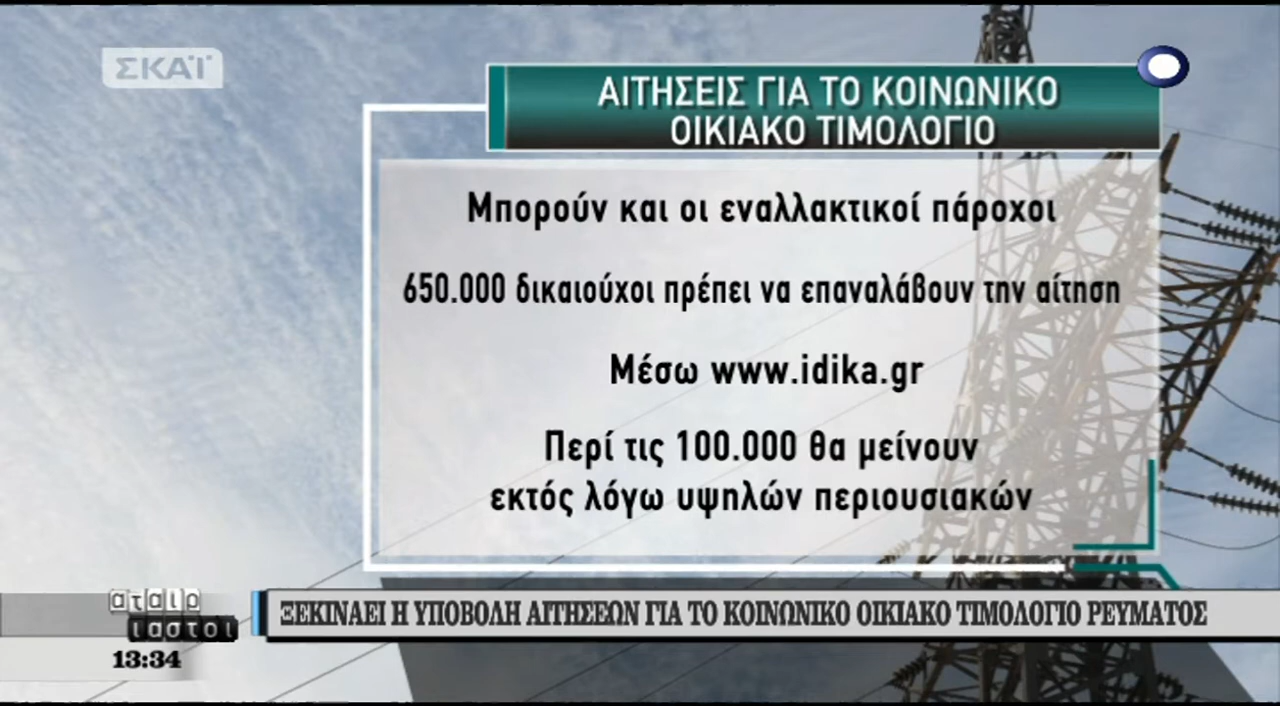 ΣΚΑΪ
ΑΙΤΗΣΕΙΣ ΓΙΑ ΤΟ ΚΟΙΝΩΝΙΚΟ
ΟΙΚΙΑΚΟ ΤΙΜΟΛΟΓΙΟ
Μπορούν και οι εναλλακτικοί πάροχοι
650.000 δικαιούχοι πρέπει να επαναλάβουν την αίτηση
Μέσω www.idika.gr
Περί τις 100.000 θα μείνουν
εκτός λόγω υψηλών περιουσιακών
αταίρ
ιαστοι
ΞΕΚΙΝΑΕΙ Η ΥΠΟΒΟΛΗ ΑΙΤΗΣΕΩΝ ΓΙΑ ΤΟ ΚΟΙΝΩΝΙΚΟ ΟΙΚΙΑΚΟ ΤΙΜΟΛΟΓΙΟ ΡΕΥΜΑΤΟΣ
13:34